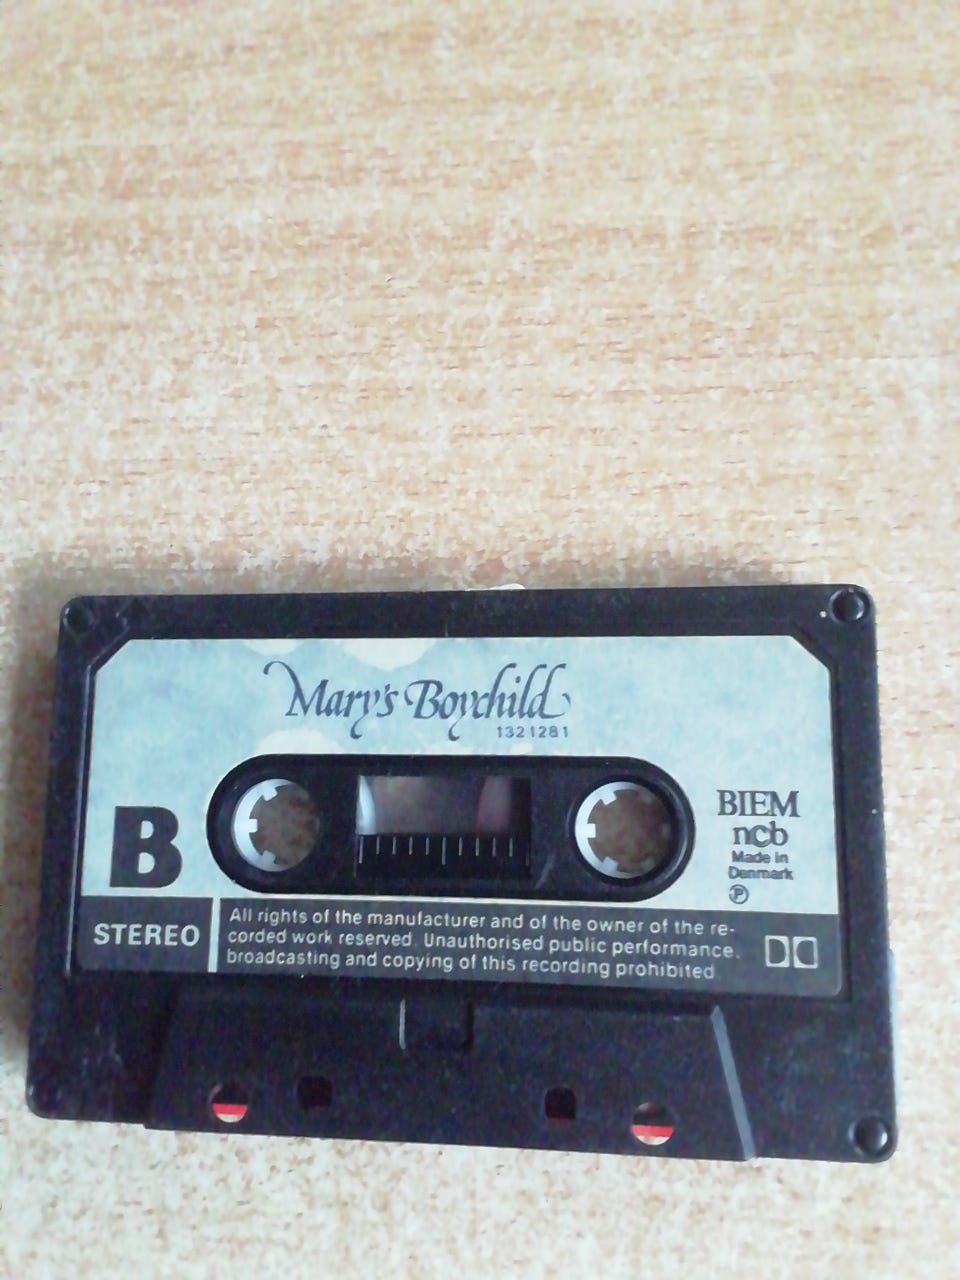 Mary's Boychild
1321281
B
BIEM
ncb
Made in
Denmark
℗
STEREO
All rights of the manufacturer and of the owner of the re-
corded work reserved. Unauthorised public performance,
broadcasting and copying of this recording prohibited